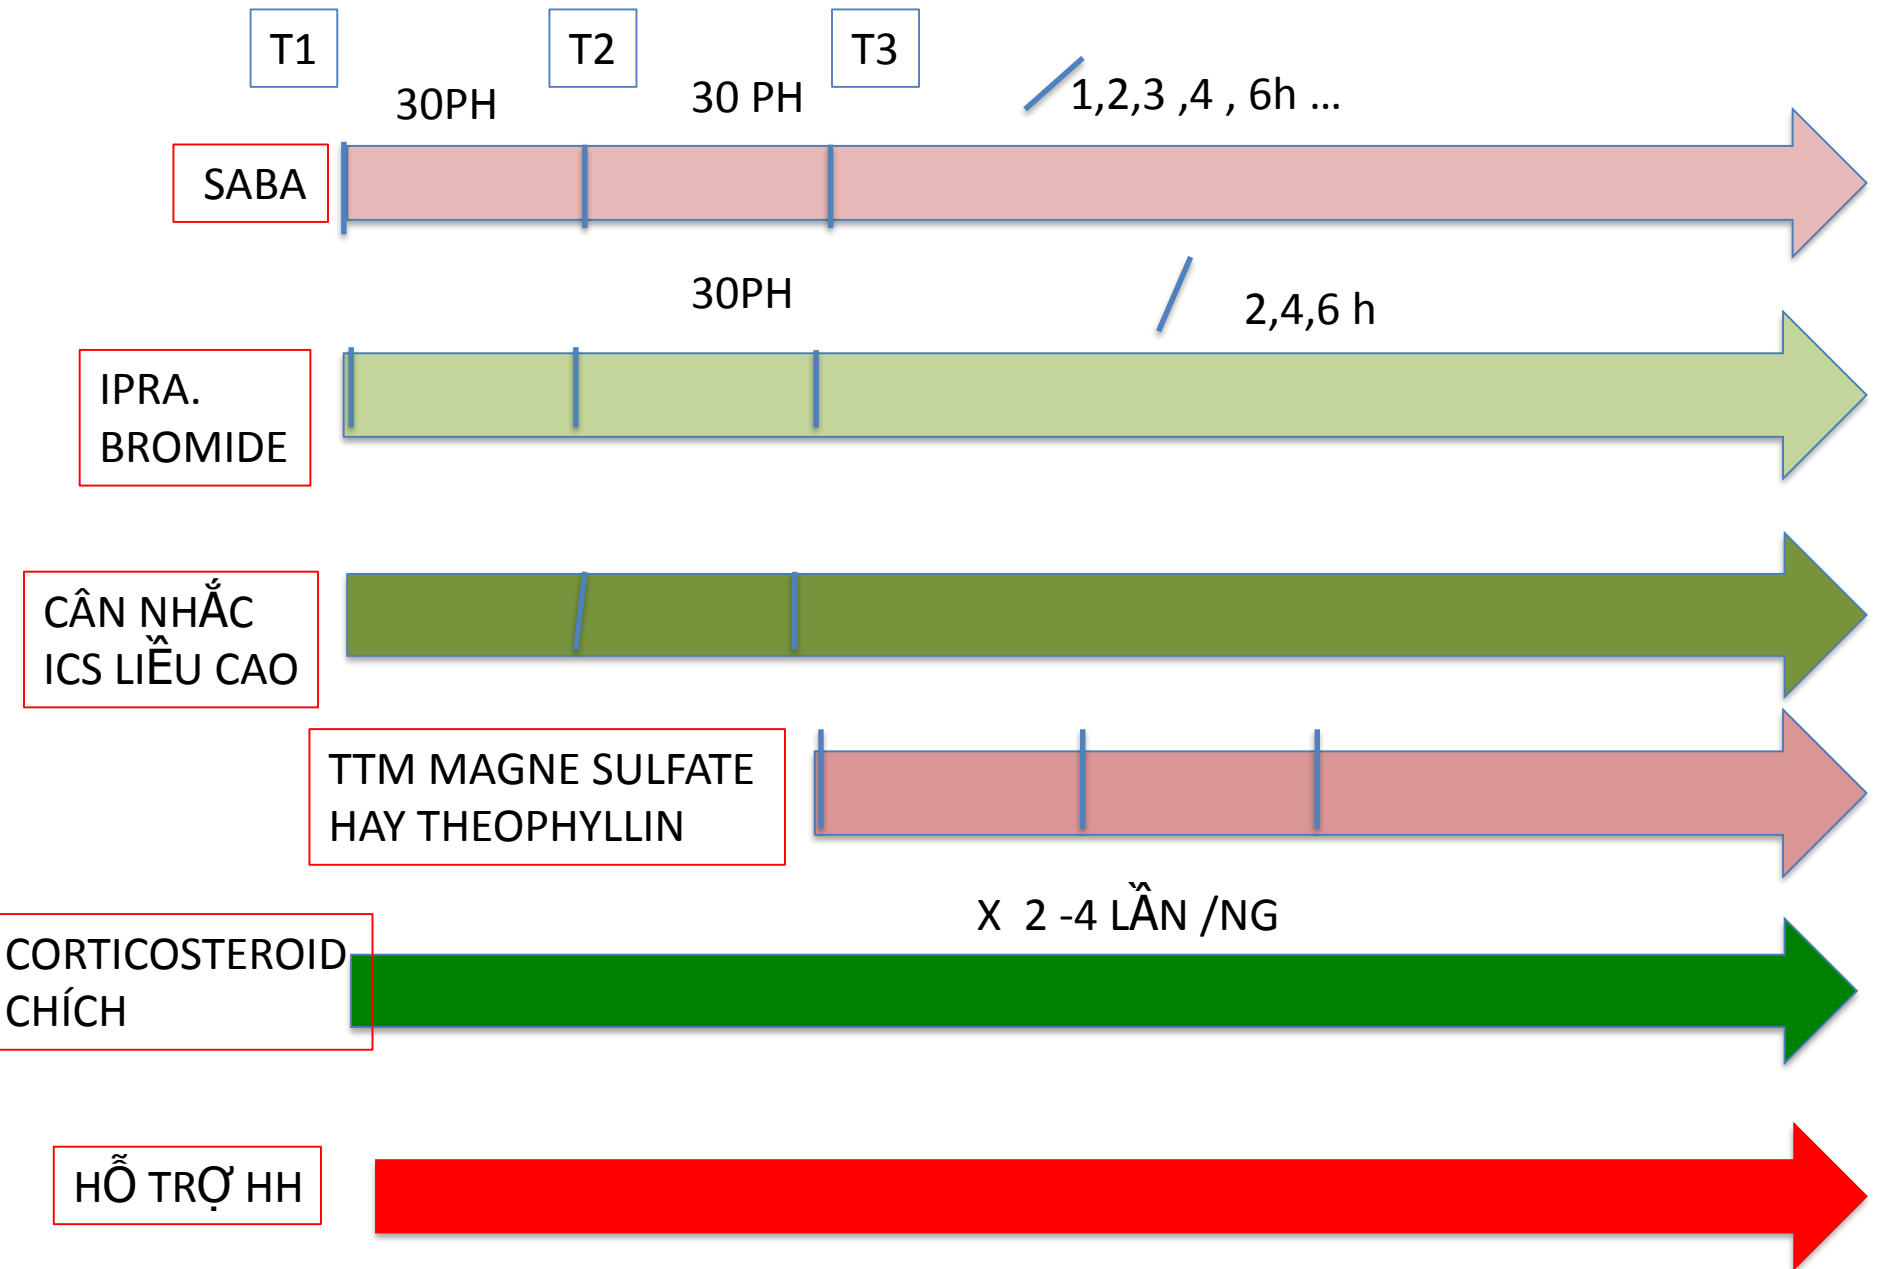 T1
T2
T3
30PH
30 PH
1,2,3 ,4 , 6h ...
SABA
30PH
2,4,6 h
IPRA.
BROMIDE
CÂN NHẮC
ICS LIỀU CAO
TTM MAGNE SULFATE
HAY THEOPHYLLIN
X 2 -4 LẦN /NG
CORTICOSTEROID
CHÍCH
HỖ TRỢ HH